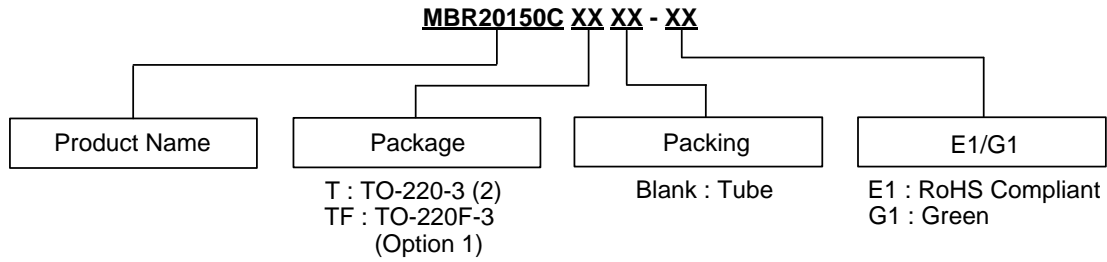 MBR20150C XX XX - XX
Product Name
Package
Packing
E1/G1
T : TO-220-3 (2)
TF : TO-220F-3
(Option 1)
Blank : Tube
E1 : RoHS Compliant
G1 : Green